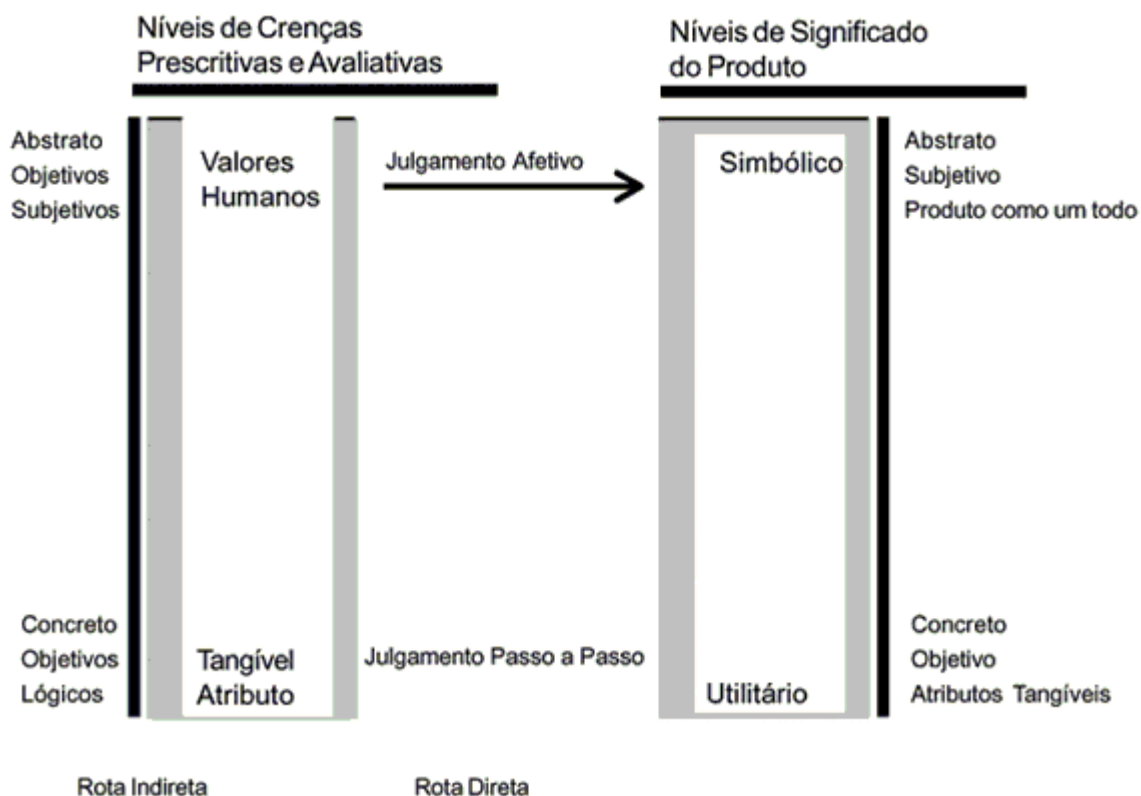 Níveis de Crenças
Prescritivas e Avaliativas
Níveis de Significado
do Produto
Abstrato
Objetivos
Subjetivos
Valores
Humanos
Julgamento Afetivo
Simbólico
Abstrato
Subjetivo
Produto como um todo
Concreto
Objetivos
Lógicos
Tangível
Atributo
Julgamento Passo a Passo
Utilitário
Concreto
Objetivo
Atributos Tangíveis
Rota Indireta
Rota Direta